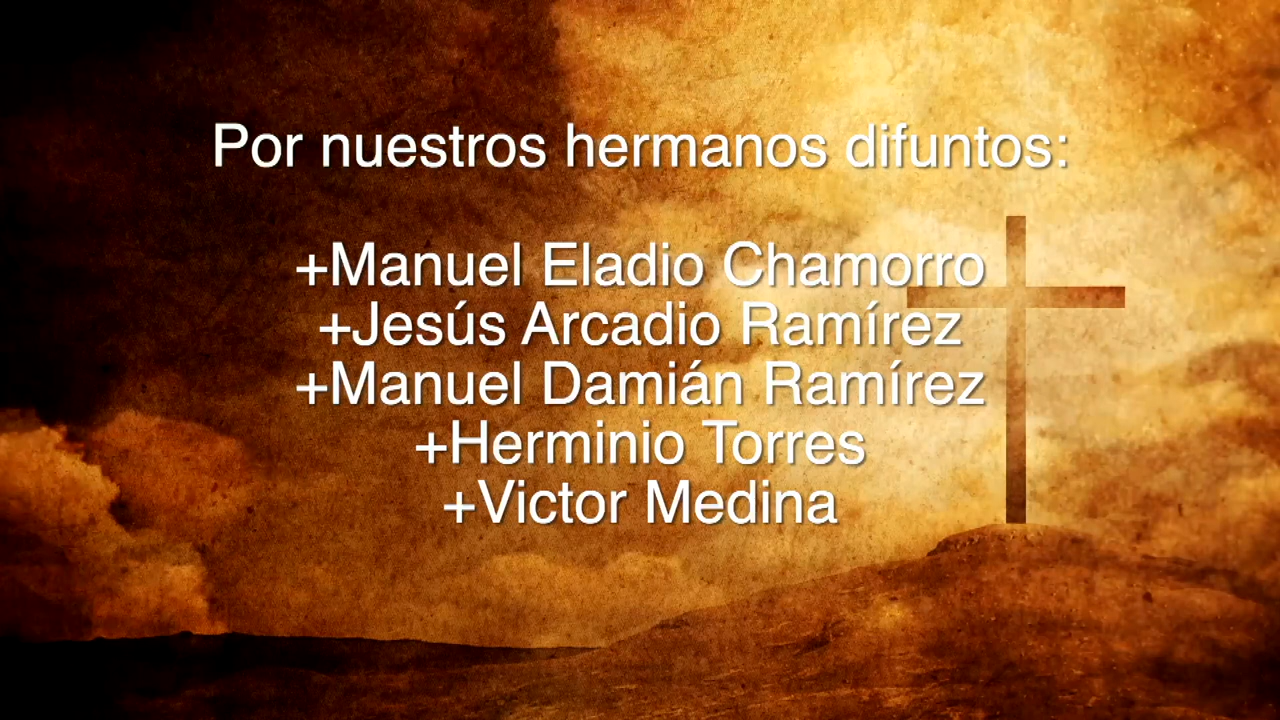 Por nuestros hermanos difuntos:
+Manuel Eladio Chamorro
+Jesús Arcadio Ramírez
+Manuel Damián Ramírez
+Herminio Torres
+Victor Medina